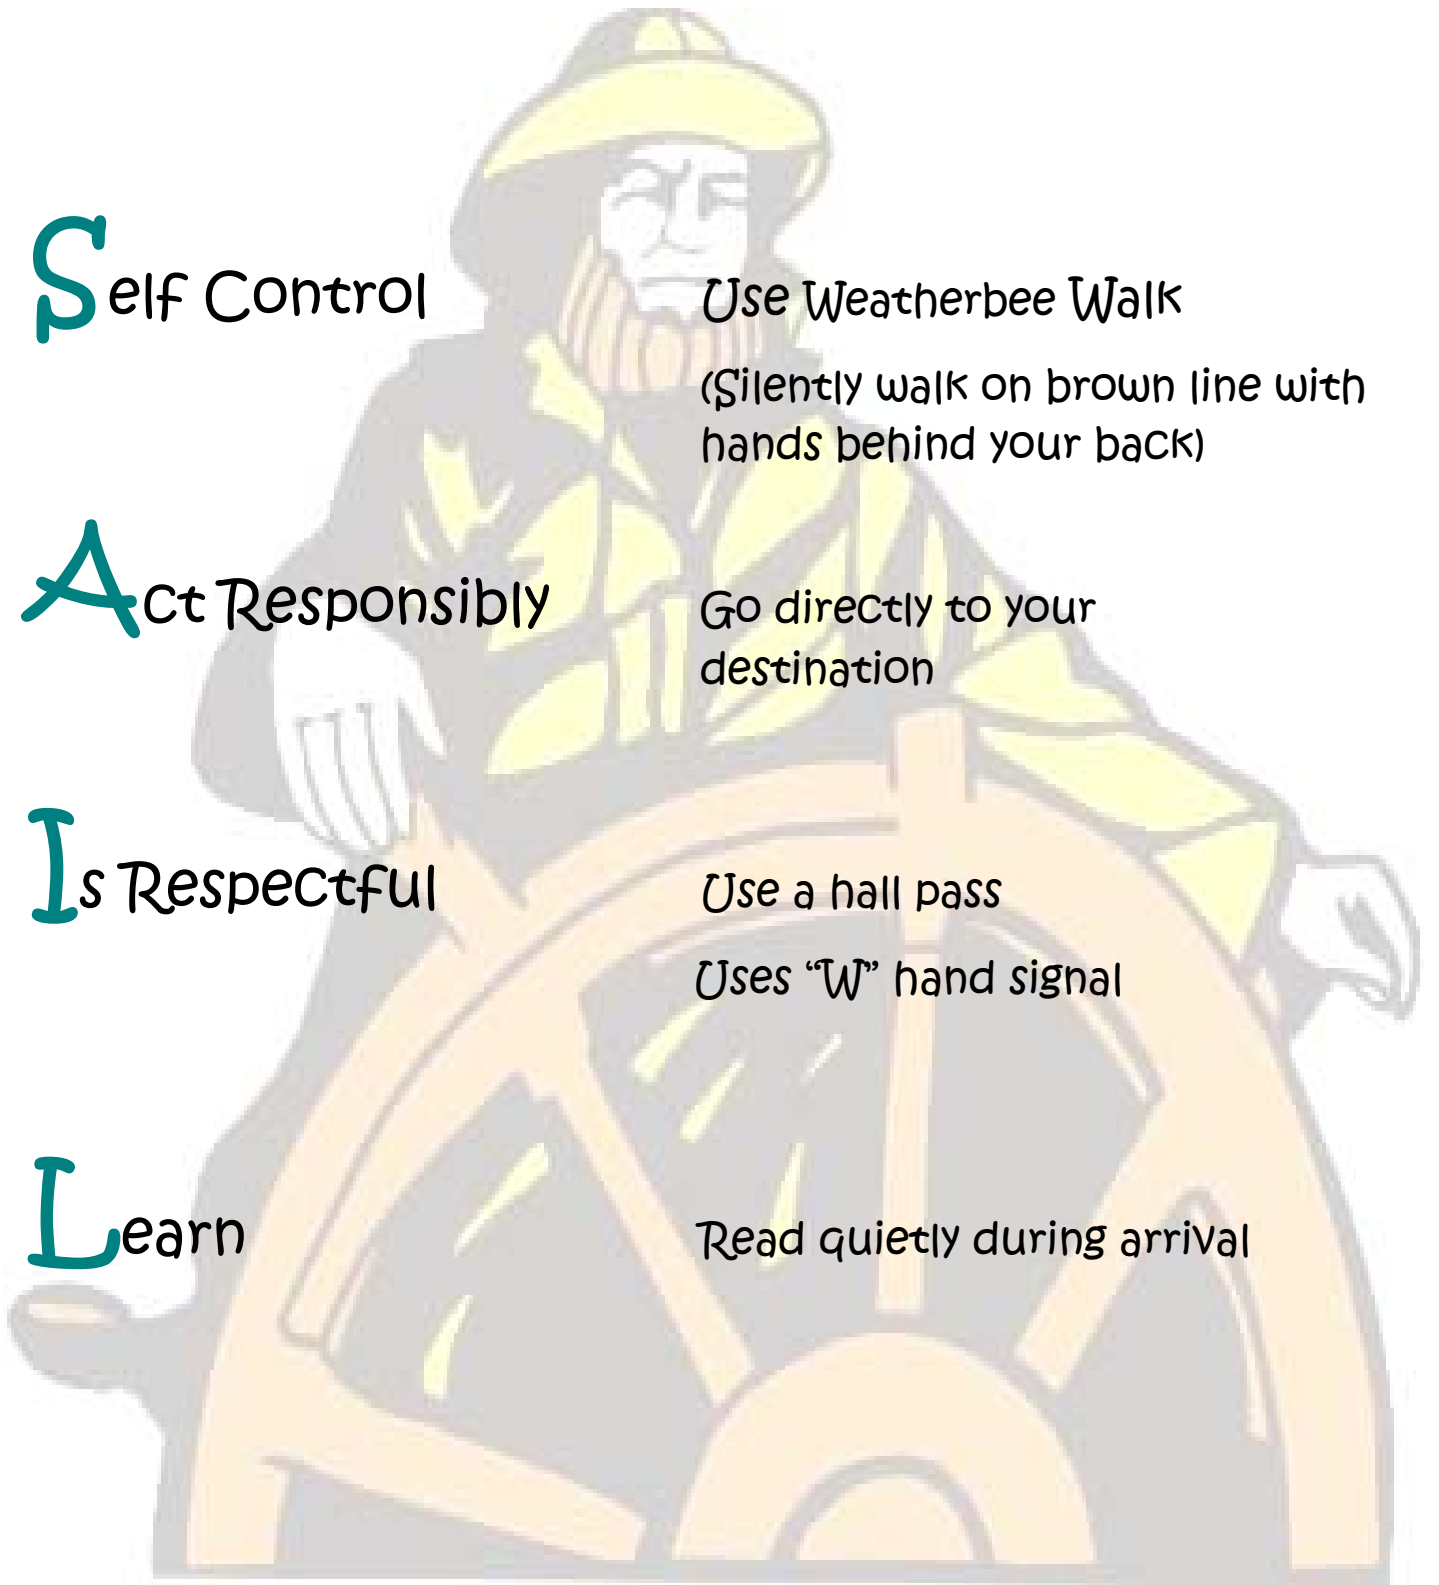 Self Control
Use Weatherbee Walk
(Silently walk on brown line with
hands behind your back)
Act Responsibly
Go directly to your
destination
Is Respectful
Use a hall pass
Uses “W” hand signal
Learn
Read quietly during arrival